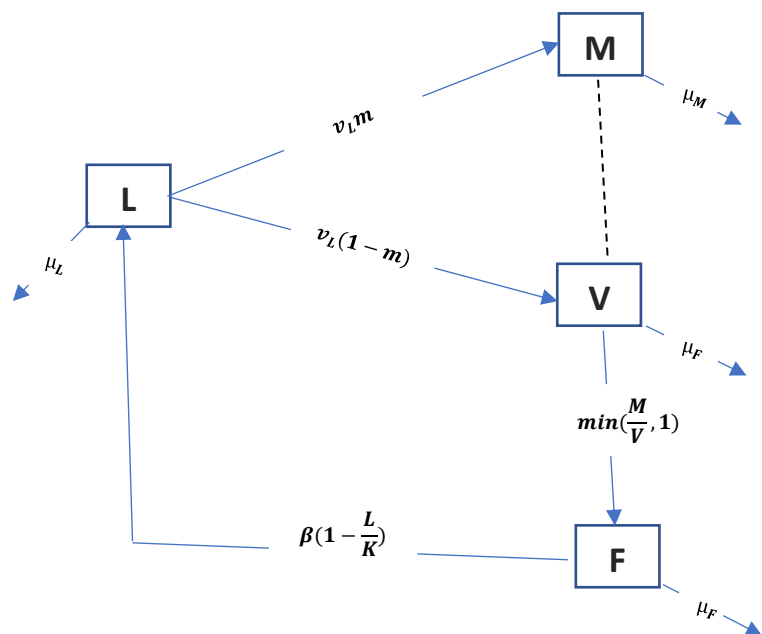 M
μ_M
v_L m
L
v_L(1 − m)
μ_L
V
μ_F
min(M/V, 1)
β(1 − L/K)
F
μ_F